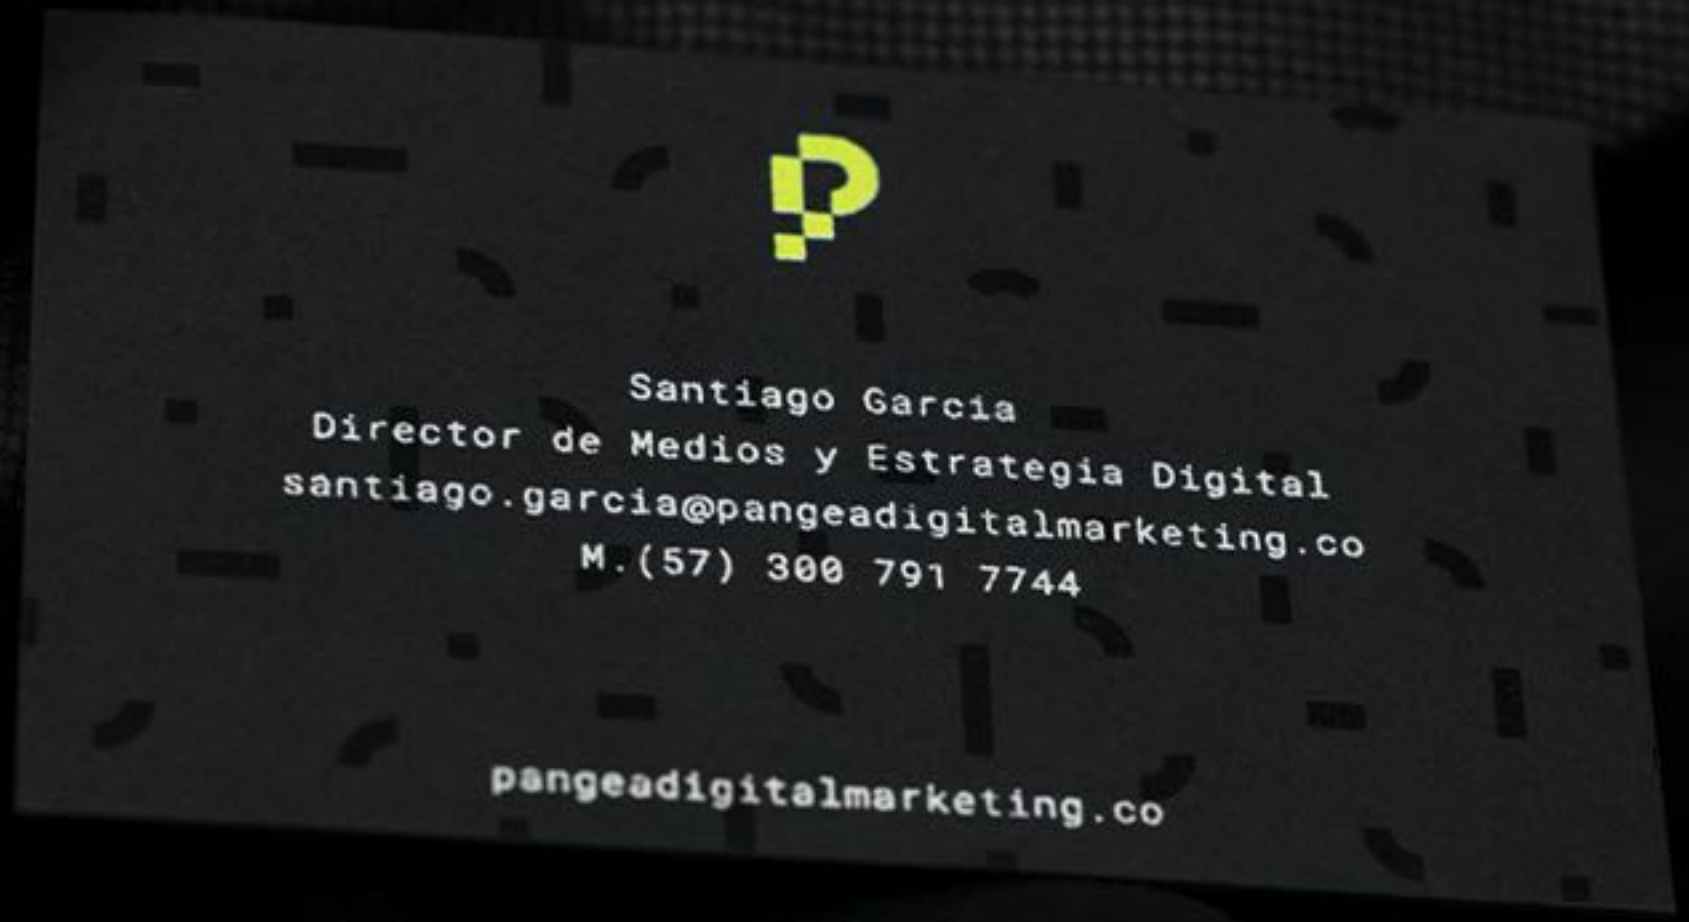 Santiago Garcia
Director de Medios y Estrategia Digital
santiago.garcia@pangeadigitalmarketing.co
M.(57) 300 791 7744
pangeadigitalmarketing.co